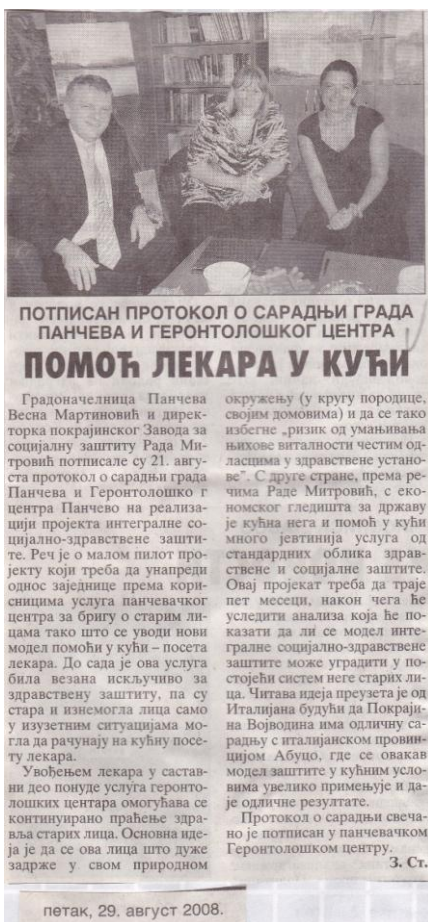 ПОТПИСАН ПРОТОКОЛ О САРАДЊИ ГРАДА
ПАНЧЕВА И ГЕРОНТОЛОШКОГ ЦЕНТРА
ПОМОЋ ЛЕКАРА У КУЋИ
Градоначелница Панчева
Весна Мартиновић и дирек-
торка покрајинског Завода за
социјалну заштиту Рада Ми-
тровић потписале су 21. авгу-
ста протокол о сарадњи града
Панчева и Геронтолошко г
центра Панчево на реализа-
цији пројекта интегралне со-
цијално-здравствене зашти-
те. Реч је о малом пилот про-
јекту који треба да унапреди
однос заједнице према кори-
сницима услуга панчевачког
центра за бригу о старим ли-
цама тако што се уводи нови
модел помоћи у кући – посета
лекара. До сада је ова услуга
била везана искључиво за
здравствену заштиту, па су
стара и изнемогла лица само
у изузетним ситуацијама мо-
гла да рачунају на кућну посе-
ту лекара.
Увођењем лекара у састав-
ни део понуде услуга геронто-
лошких центара омогућава се
континуирано праћење здра-
вља старих лица. Основна иде-
ја је да се ова лица што дуже
задрже у свом природном
окружењу (у кругу породице,
својим домовима) и да се тако
избегне „ризик од умањивања
њихове виталности честим од-
ласцима у здравствене устано-
ве”. С друге стране, према ре-
чима Раде Митровић, с еко-
номског гледишта за државу
је кућна нега и помоћ у кући
много јевтинија услуга од
стандардних облика здрав-
ствене и социјалне заштите.
Овај пројекат треба да траје
пет месеци, након чега ће
уследити анализа која ће по-
казати да ли се модел инте-
гралне социјално-здравствене
заштите може уградити у по-
стојећи систем неге старих ли-
ца. Читава идеја преузета је од
Италијана будући да Покраји-
на Војводина има одличну са-
радњу с италијанском провин-
цијом Абуцо, где се овакав
модел заштите у кућним усло-
вима увелико примењује и да-
је одличне резултате.
Протокол о сарадњи свеча-
но је потписан у панчевачком
Геронтолошком центру.
З. Ст.
петак, 29. август 2008.